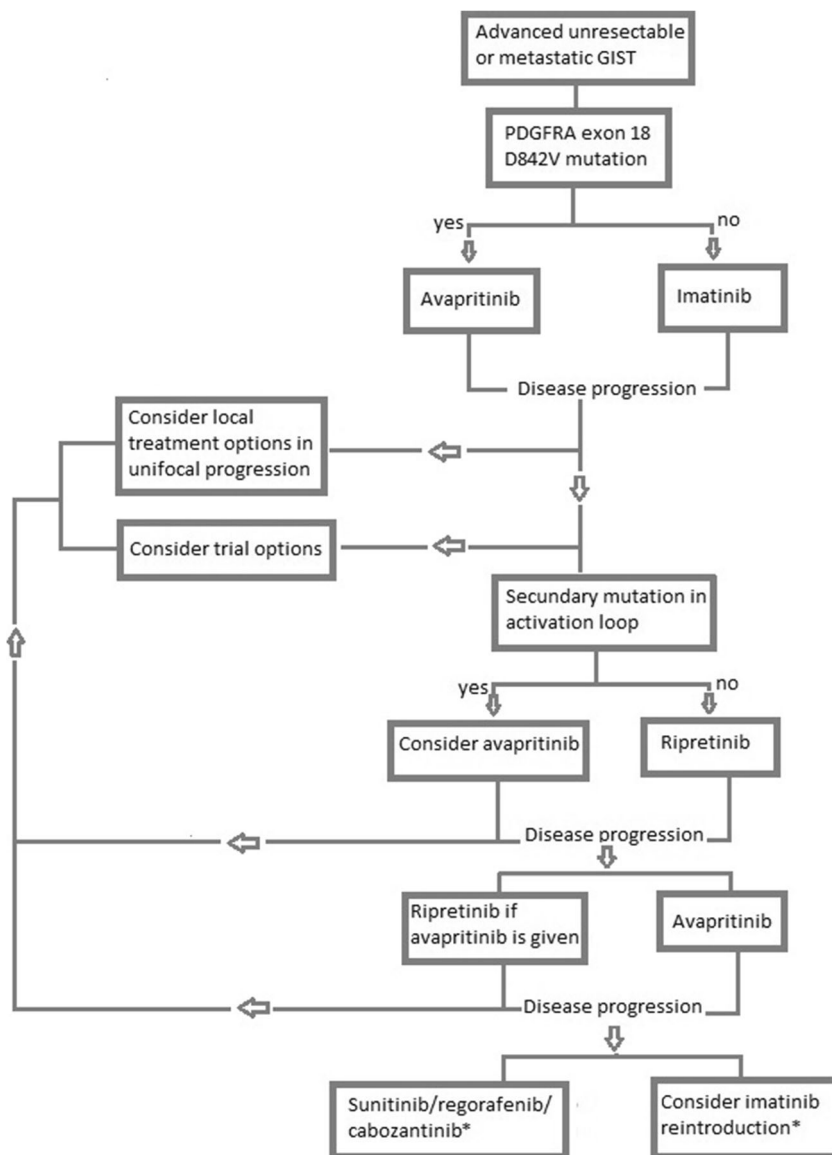 Advanced unresectable
or metastatic GIST
PDGFRA exon 18
D842V mutation
yes
no
Avapritinib
Imatinib
Disease progression
Consider local
treatment options in
unifocal progression
Consider trial options
Secundary mutation in
activation loop
yes
no
Consider avapritinib
Ripretinib
Disease progression
Ripretinib if
avapritinib is given
Avapritinib
Disease progression
Sunitinib/regorafenib/
cabozantinib*
Consider imatinib
reintroduction*